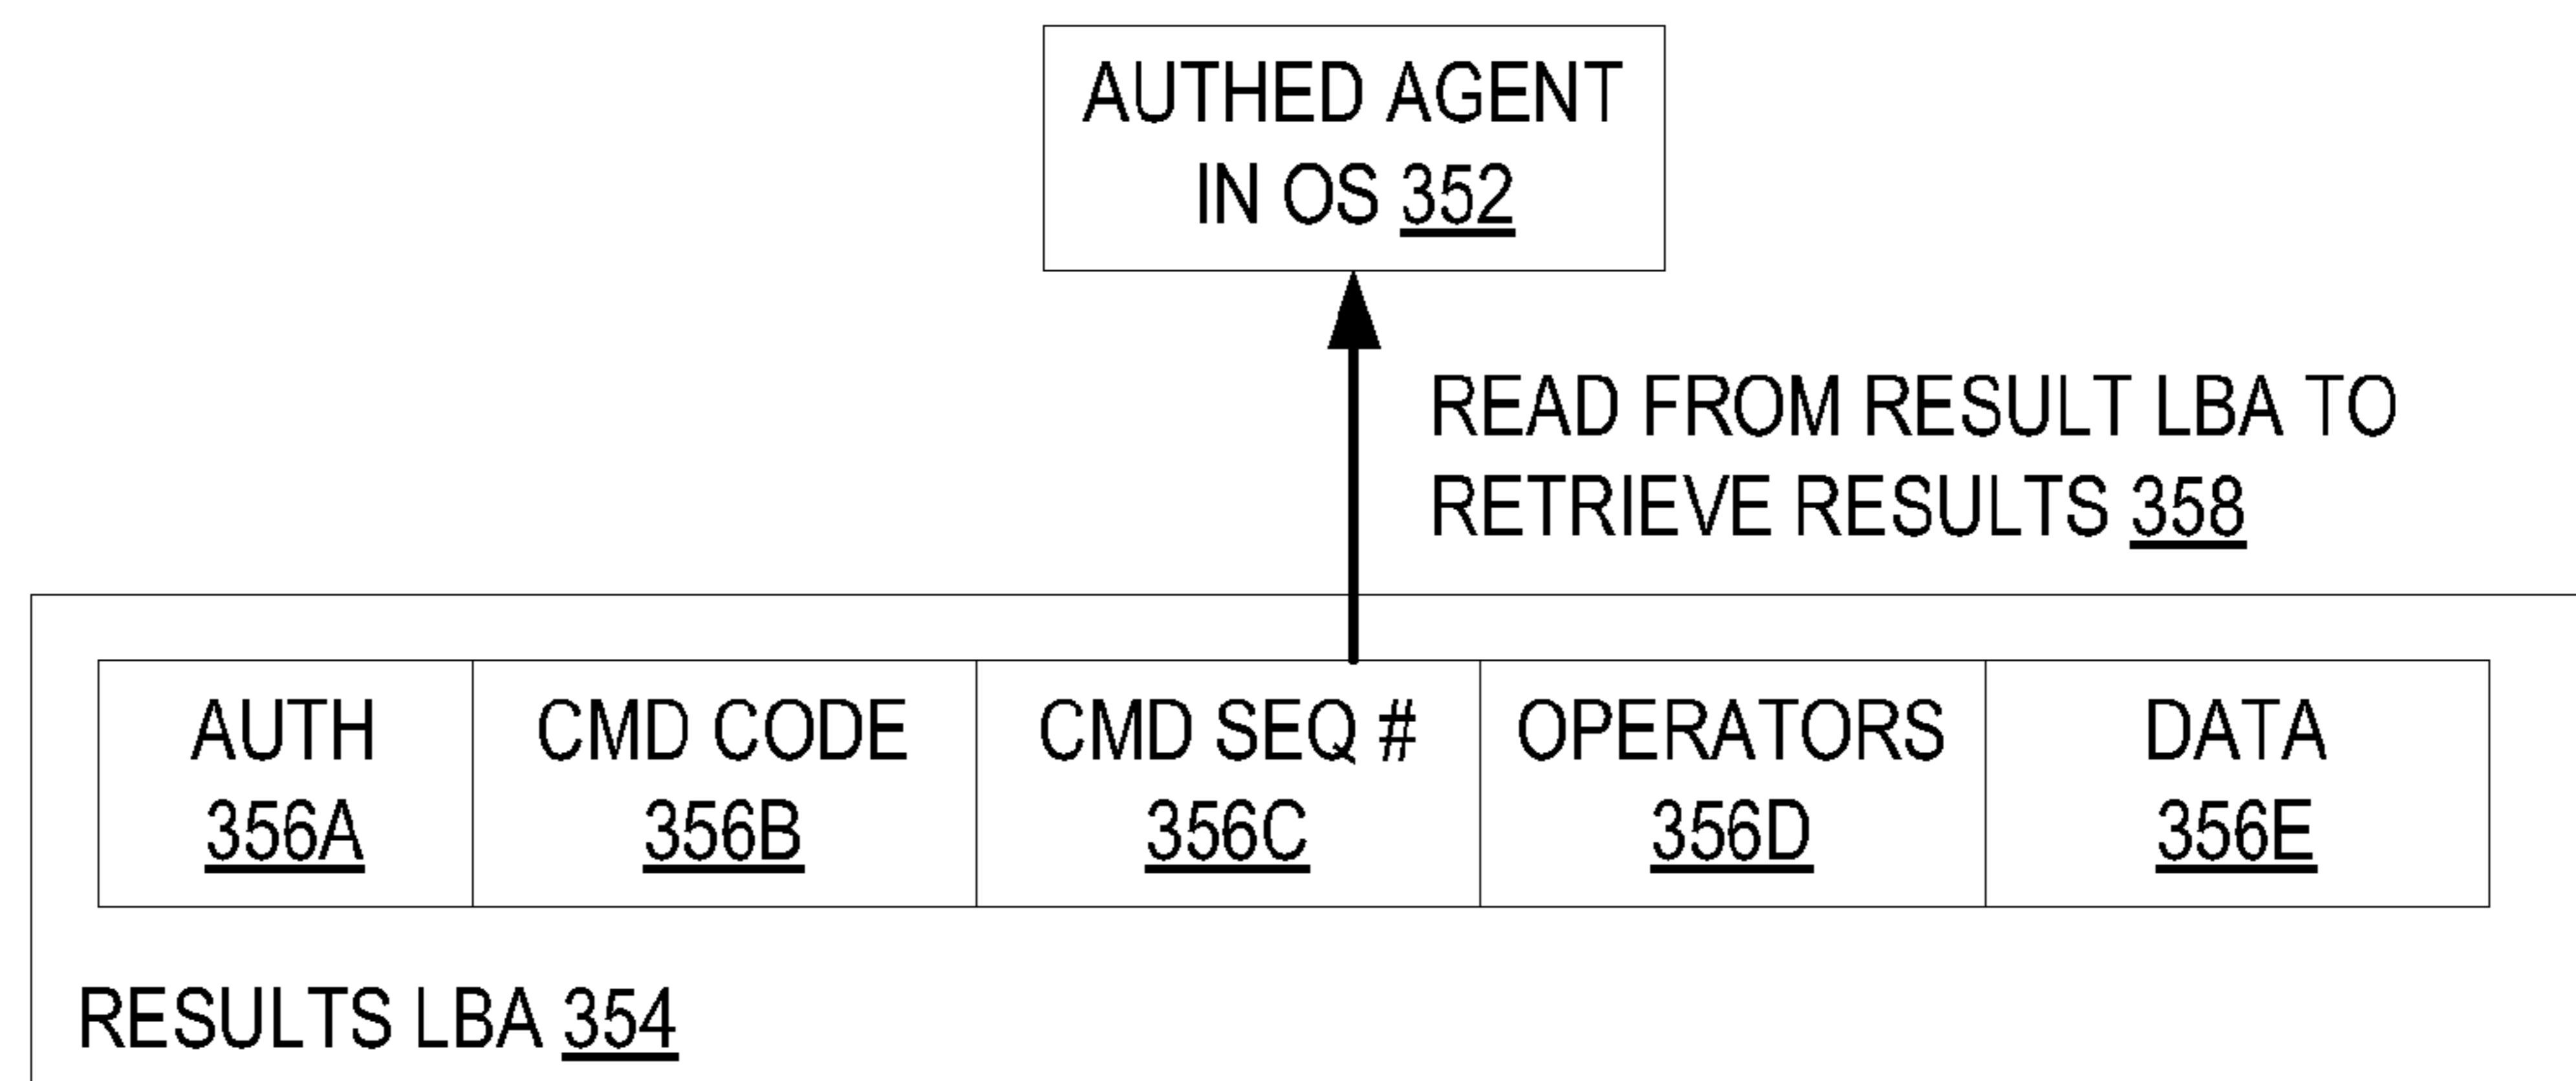 AUTHED AGENT
IN OS 352
READ FROM RESULT LBA TO
RETRIEVE RESULTS 358
AUTH
356A
CMD CODE
356B
CMD SEQ #
356C
OPERATORS
356D
DATA
356E
RESULTS LBA 354